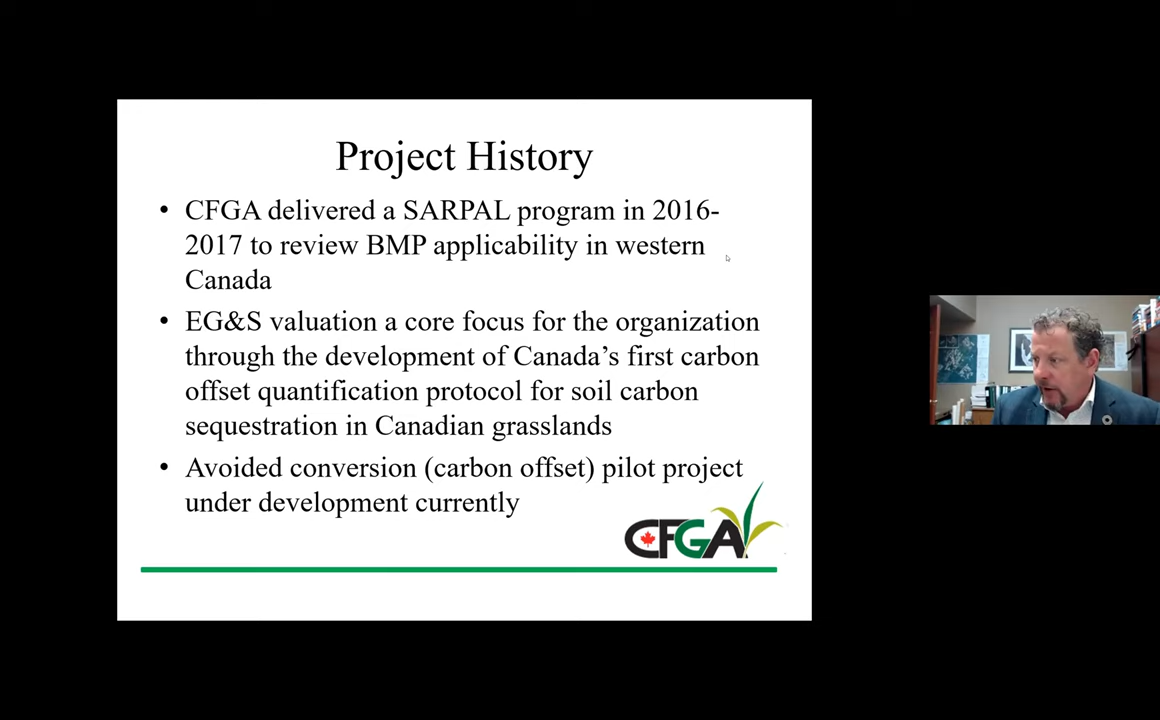 Project History
• CFGA delivered a SARPAL program in 2016-
2017 to review BMP applicability in western
Canada
• EG&S valuation a core focus for the organization
through the development of Canada’s first carbon
offset quantification protocol for soil carbon
sequestration in Canadian grasslands
• Avoided conversion (carbon offset) pilot project
under development currently
CFGA